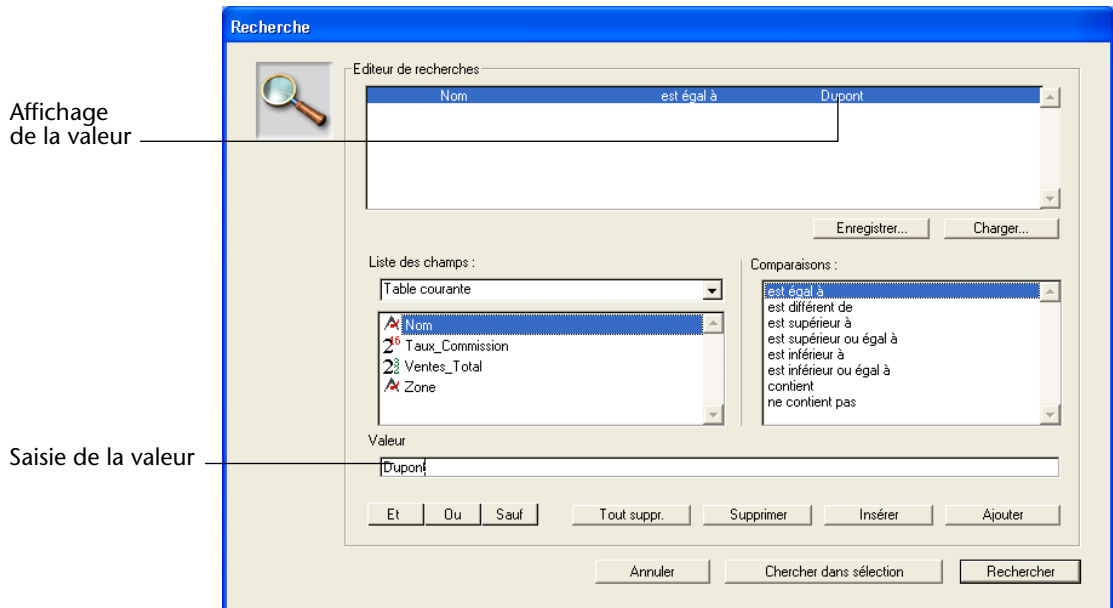 Recherche
Editeur de recherches
Nom est égal à Dupont
Affichage
de la valeur
Enregistrer... Charger...
Liste des champs :
Table courante
Nom
Taux_Commission
Ventes_Total
Zone
Comparaisons :
est égal à
est différent de
est supérieur à
est supérieur ou égal à
est inférieur à
est inférieur ou égal à
contient
ne contient pas
Valeur
Saisie de la valeur
Dupont
Et Ou Sauf Tout suppr. Supprimer Insérer Ajouter
Annuler Chercher dans sélection Rechercher